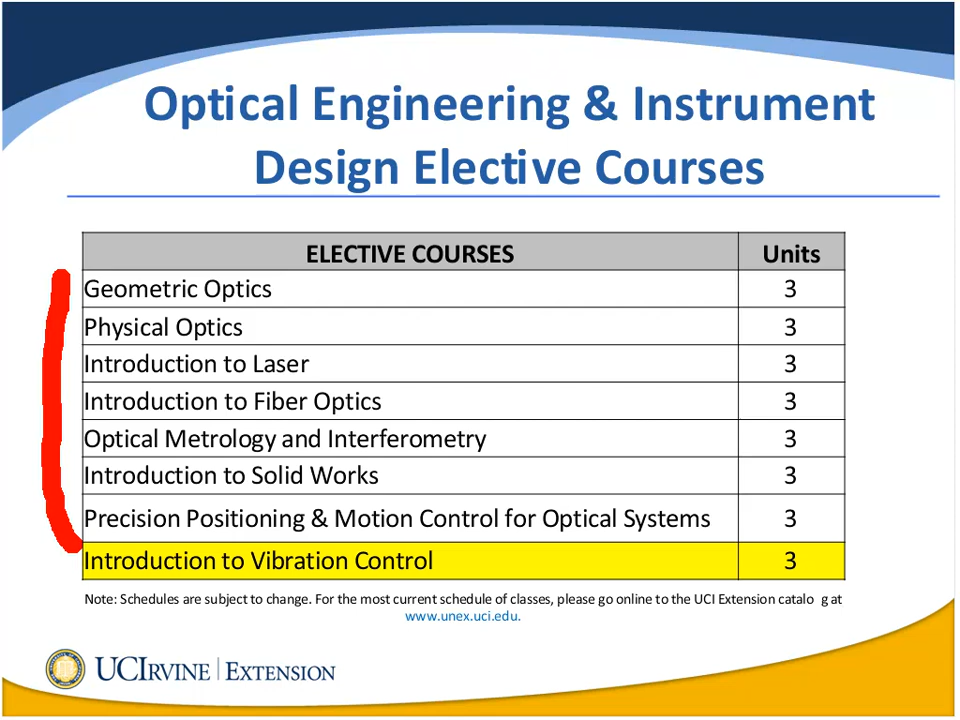 Optical Engineering & Instrument
Design Elective Courses
ELECTIVE COURSES Units
Geometric Optics 3
Physical Optics 3
Introduction to Laser 3
Introduction to Fiber Optics 3
Optical Metrology and Interferometry 3
Introduction to Solid Works 3
Precision Positioning & Motion Control for Optical Systems 3
Introduction to Vibration Control 3
Note: Schedules are subject to change. For the most current schedule of classes, please go online to the UCI Extension catalo g at
www.unex.uci.edu.
UCIRVINE | EXTENSION